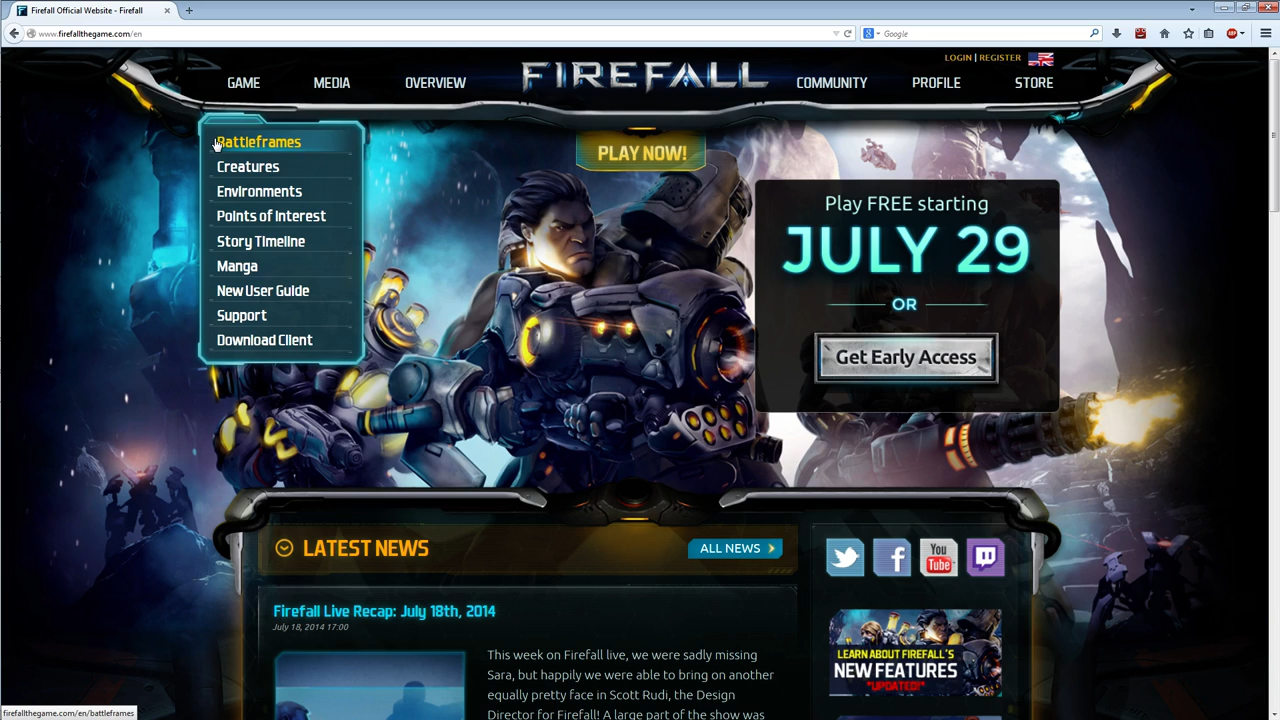 Firefall Official Website - Firefall
www.firefallthegame.com/en
Google
LOGIN | REGISTER
GAME
MEDIA
OVERVIEW
FIREFALL
COMMUNITY
PROFILE
STORE
Battleframes
Creatures
Environments
Points of Interest
Story Timeline
Manga
New User Guide
Support
Download Client
PLAY NOW!
Play FREE starting
JULY 29
OR
Get Early Access
LATEST NEWS
ALL NEWS
You
Tube
Firefall Live Recap: July 18th, 2014
July 18, 2014 17:00
This week on Firefall live, we were sadly missing
Sara, but happily we were able to bring on another
equally pretty face in Scott Rudi, the Design
Director for Firefall! A large part of the show was
LEARN ABOUT FIREFALL'S
NEW FEATURES
*UPDATED!*
firefallthegame.com/en/battleframes